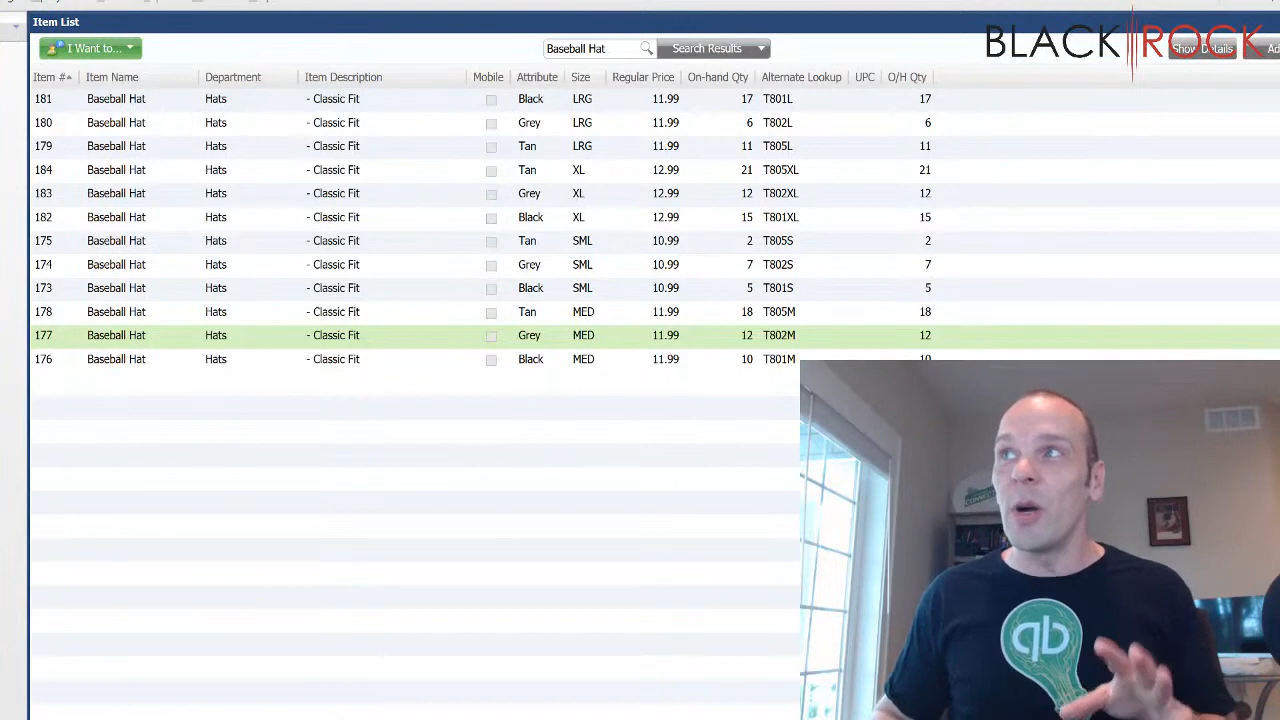 Item List
I Want to... Baseball Hat Search Results Show Details Ad
BLACK ROCK
Item # Item Name Department Item Description Mobile Attribute Size Regular Price On-hand Qty Alternate Lookup UPC O/H Qty
181 Baseball Hat Hats - Classic Fit Black LRG 11.99 17 T801L 17
180 Baseball Hat Hats - Classic Fit Grey LRG 11.99 6 T802L 6
179 Baseball Hat Hats - Classic Fit Tan LRG 11.99 11 T805L 11
184 Baseball Hat Hats - Classic Fit Tan XL 12.99 21 T805XL 21
183 Baseball Hat Hats - Classic Fit Grey XL 12.99 12 T802XL 12
182 Baseball Hat Hats - Classic Fit Black XL 12.99 15 T801XL 15
175 Baseball Hat Hats - Classic Fit Tan SML 10.99 2 T805S 2
174 Baseball Hat Hats - Classic Fit Grey SML 10.99 7 T802S 7
173 Baseball Hat Hats - Classic Fit Black SML 10.99 5 T801S 5
178 Baseball Hat Hats - Classic Fit Tan MED 11.99 18 T805M 18
177 Baseball Hat Hats - Classic Fit Grey MED 11.99 12 T802M 12
176 Baseball Hat Hats - Classic Fit Black MED 11.99 10 T801M 10
qb